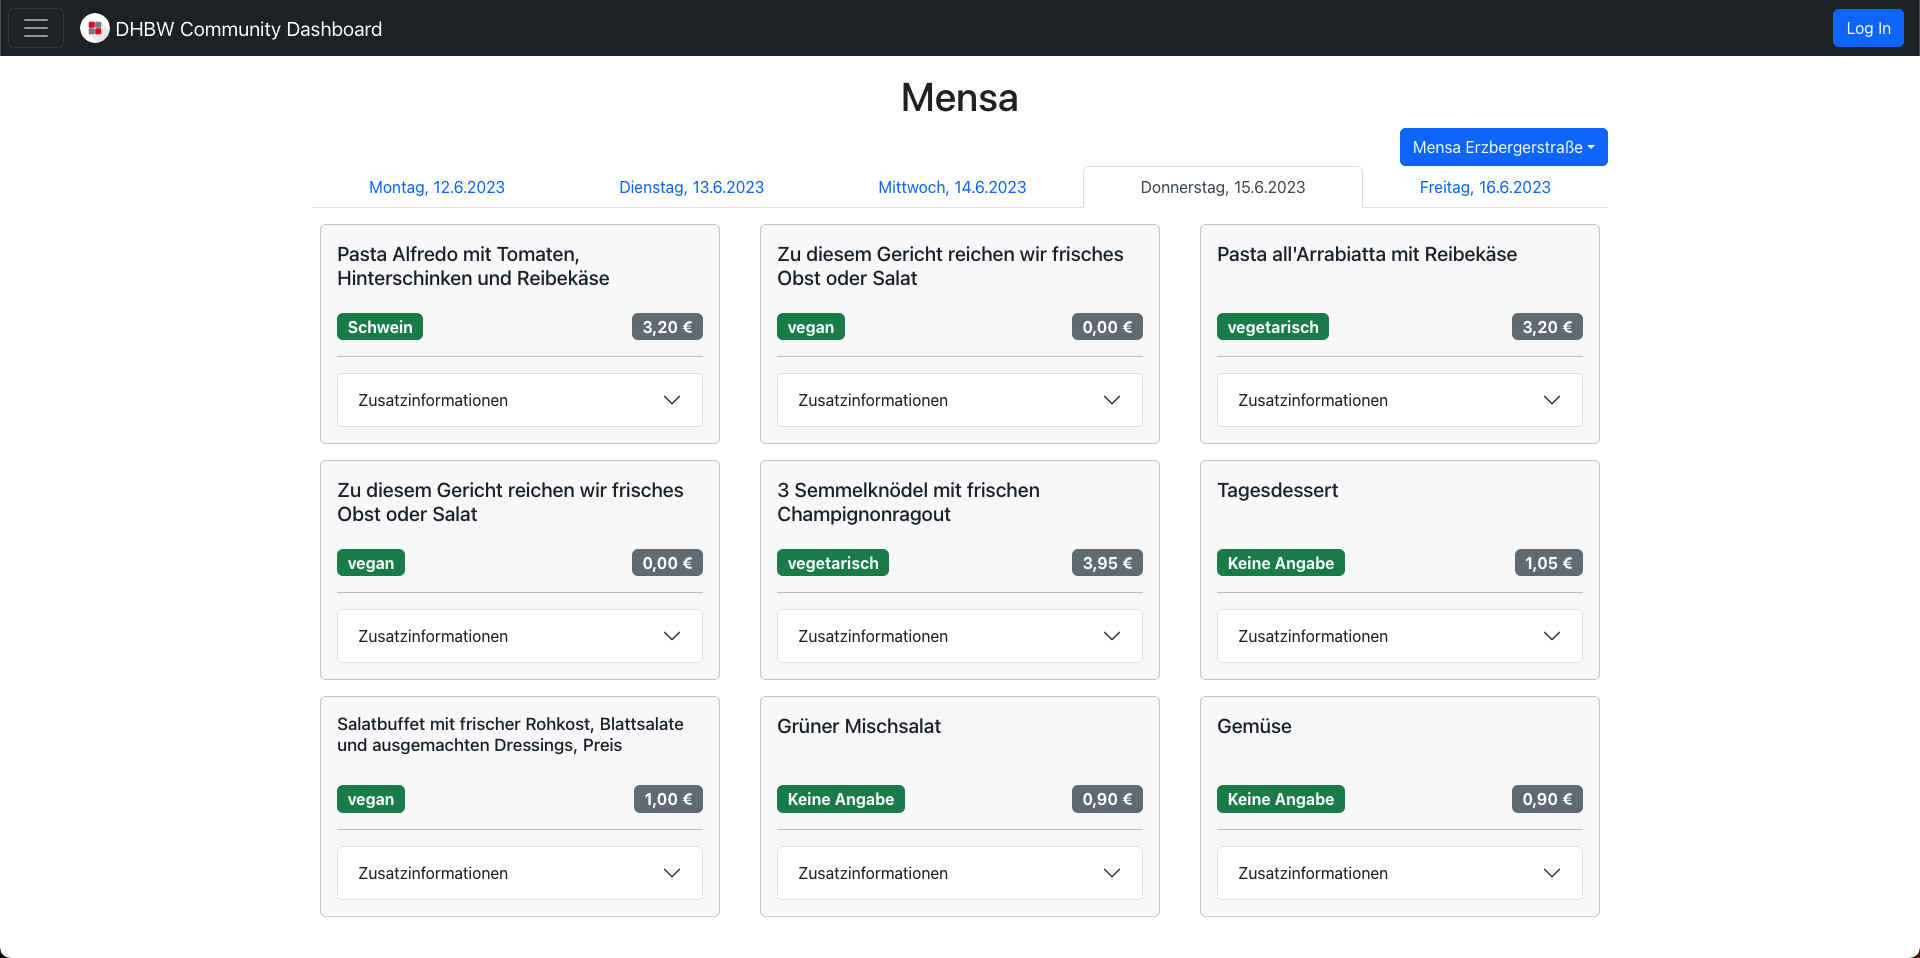 DHBW Community Dashboard
Log In
Mensa
Mensa Erzbergerstraße
Montag, 12.6.2023
Dienstag, 13.6.2023
Mittwoch, 14.6.2023
Donnerstag, 15.6.2023
Freitag, 16.6.2023
Pasta Alfredo mit Tomaten,
Hinterschinken und Reibekäse
Schwein
3,20 €
Zusatzinformationen
Zu diesem Gericht reichen wir frisches
Obst oder Salat
vegan
0,00 €
Zusatzinformationen
Pasta all'Arrabiatta mit Reibekäse
vegetarisch
3,20 €
Zusatzinformationen
Zu diesem Gericht reichen wir frisches
Obst oder Salat
vegan
0,00 €
Zusatzinformationen
3 Semmelknödel mit frischen
Champignonragout
vegetarisch
3,95 €
Zusatzinformationen
Tagesdessert
Keine Angabe
1,05 €
Zusatzinformationen
Salatbuffet mit frischer Rohkost, Blattsalate
und ausgemachten Dressings, Preis
vegan
1,00 €
Zusatzinformationen
Grüner Mischsalat
Keine Angabe
0,90 €
Zusatzinformationen
Gemüse
Keine Angabe
0,90 €
Zusatzinformationen